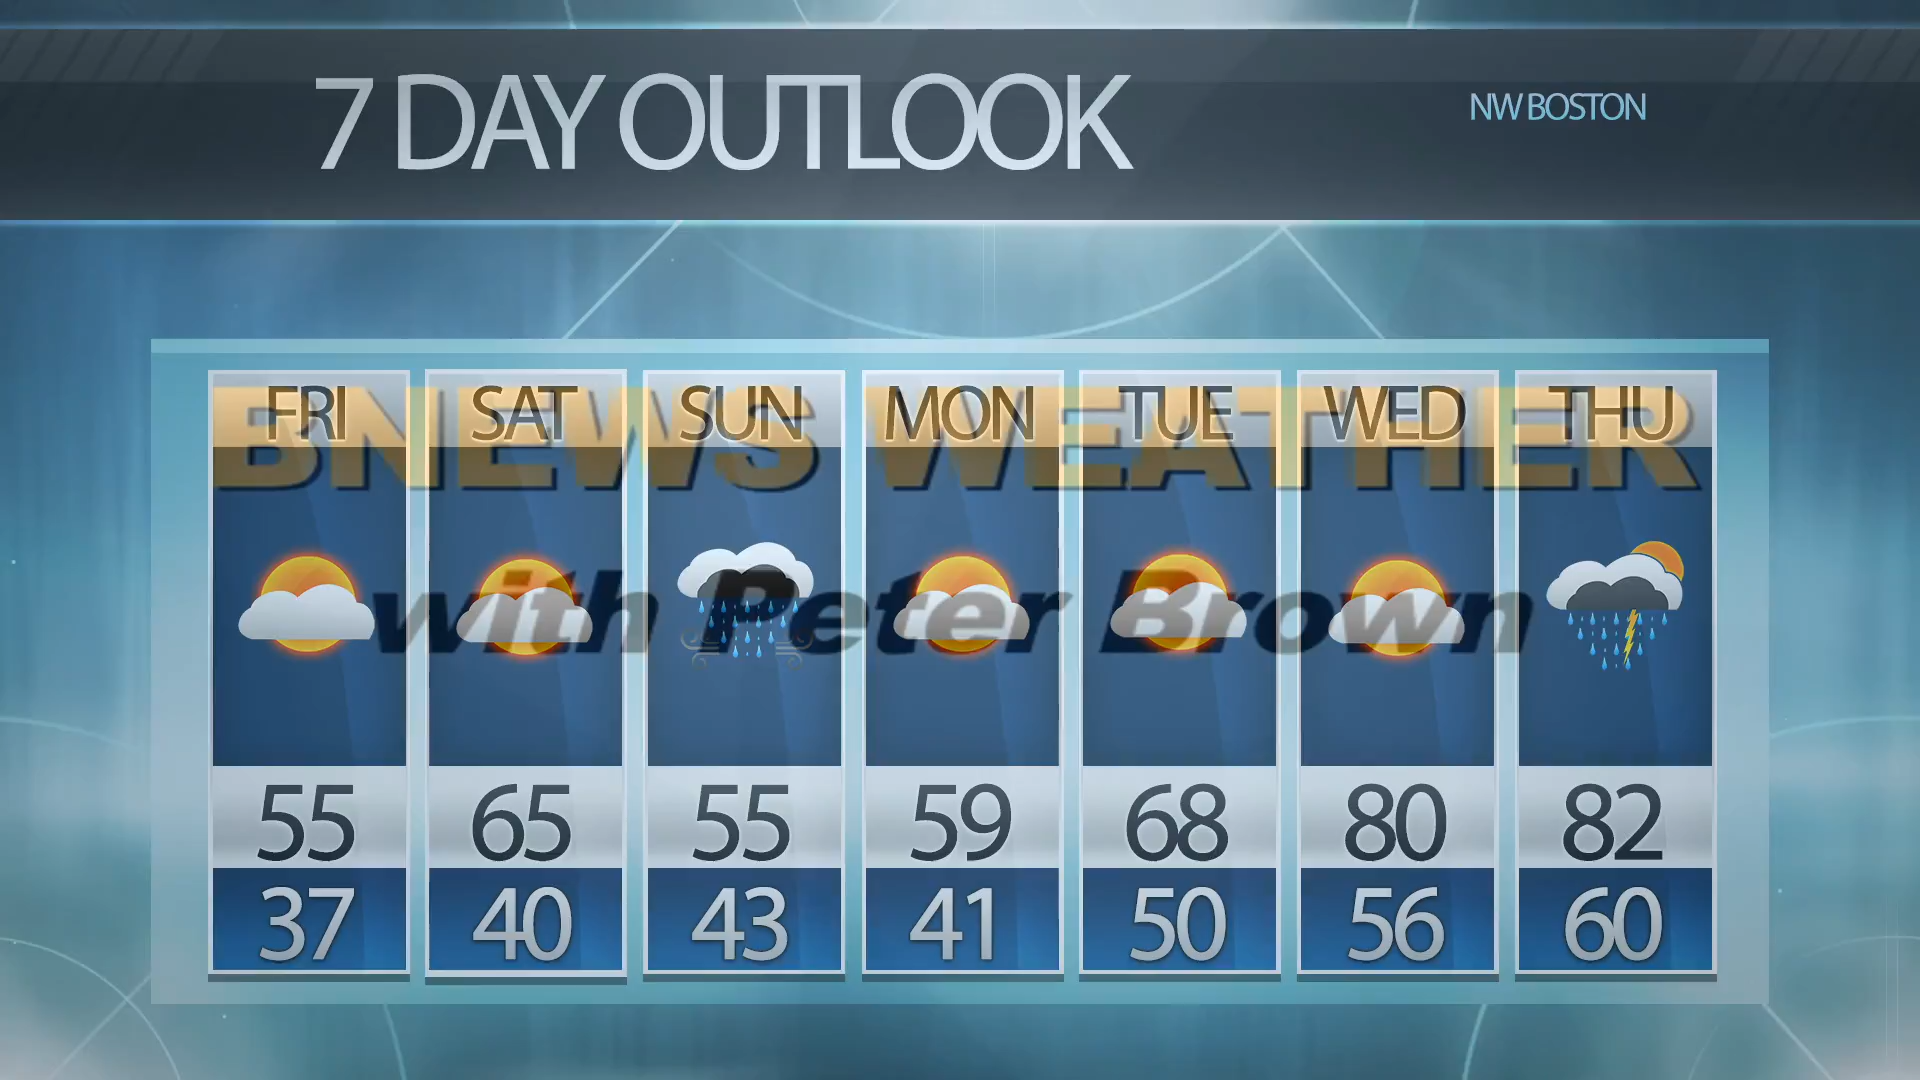 7 DAY OUTLOOK
NW BOSTON
FRI SAT SUN MON TUE WED THU
BNEWS WEATHER
with Peter Brown
55 65 55 59 68 80 82
37 40 43 41 50 56 60